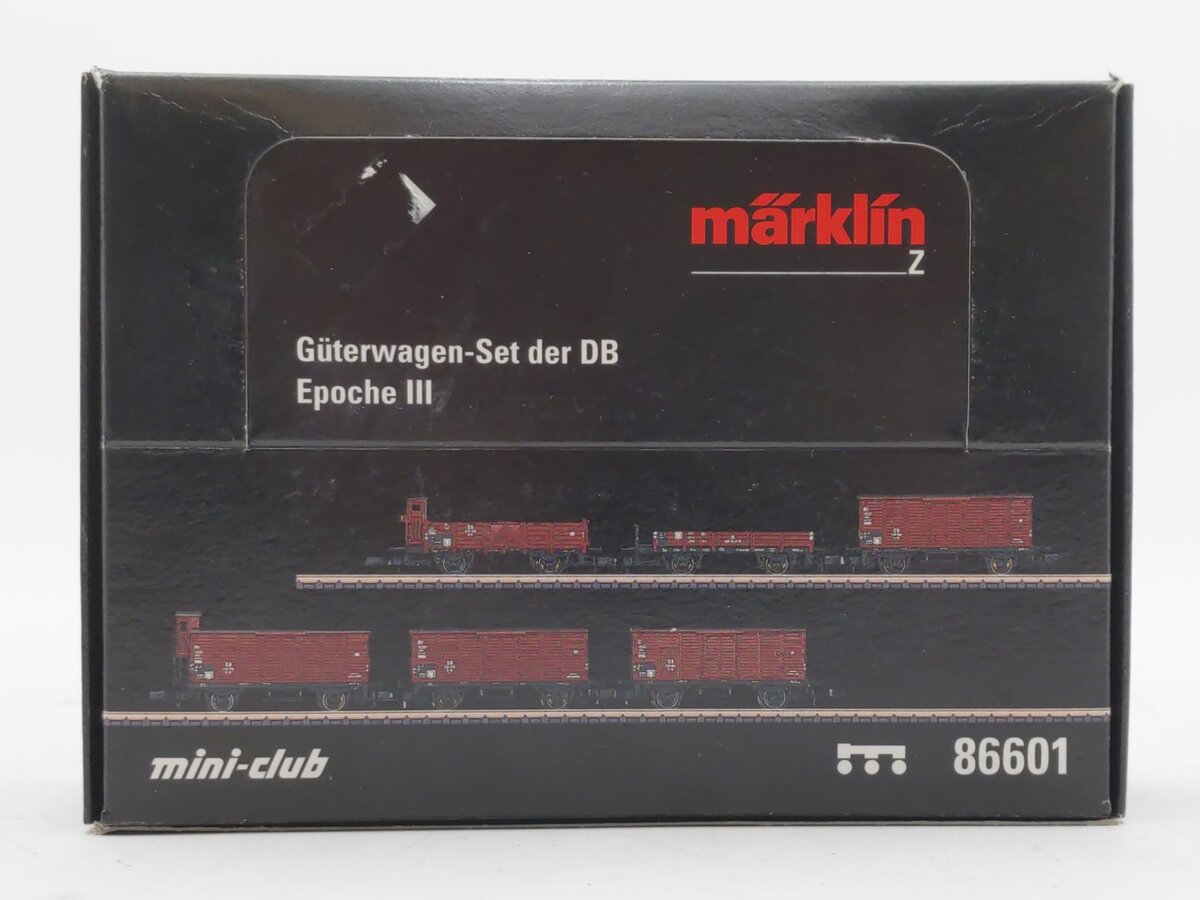 märklin
Z
Güterwagen-Set der DB
Epoche III
mini-club
86601